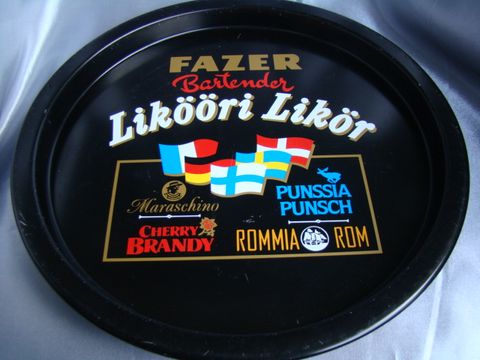 FAZER
Bartender
Likööri Likör
Maraschino
PUNSSIA
PUNSCH
CHERRY
BRANDY
ROMMIA ROM